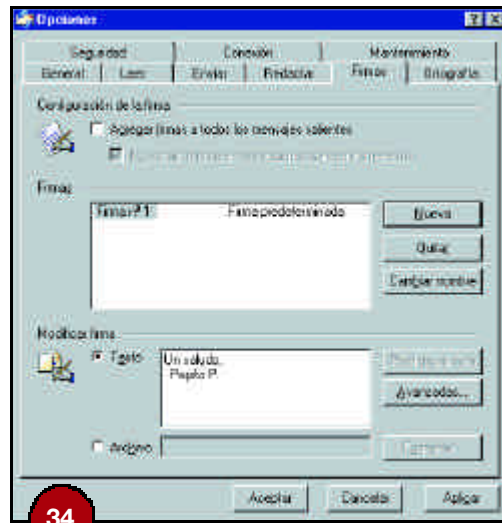 Opciones
Seguridad Conexión Mantenimiento
General Leer Enviar Redactar Firmas Ortografía
Configuración de la firma
Agregar firmas a todos los mensajes salientes
Firmas
Firma nº 1 Firma predeterminada
Nueva
Quitar
Cambiar nombre
Modificar firma
Texto
Un saludo,
Pepito P.
Avanzadas...
Archivo
Aceptar Cancelar Aplicar
34